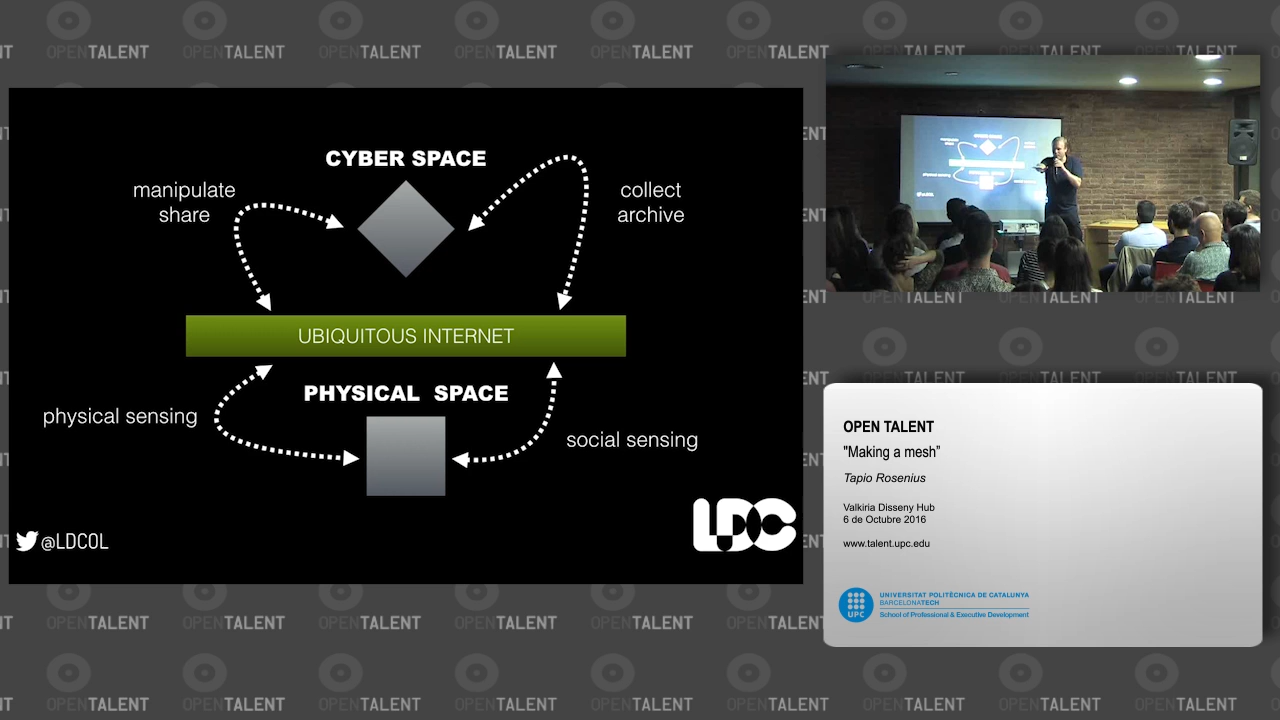 CYBER SPACE
manipulate
share
collect
archive
UBIQUITOUS INTERNET
PHYSICAL SPACE
physical sensing
social sensing
@LDCOL
LDC
OPEN TALENT
"Making a mesh"
Tapio Rosenius
Valkiria Disseny Hub
6 de Octubre 2016
www.talent.upc.edu
UPC
UNIVERSITAT POLITÈCNICA DE CATALUNYA
BARCELONATECH
School of Professional & Executive Development
OPENTALENT